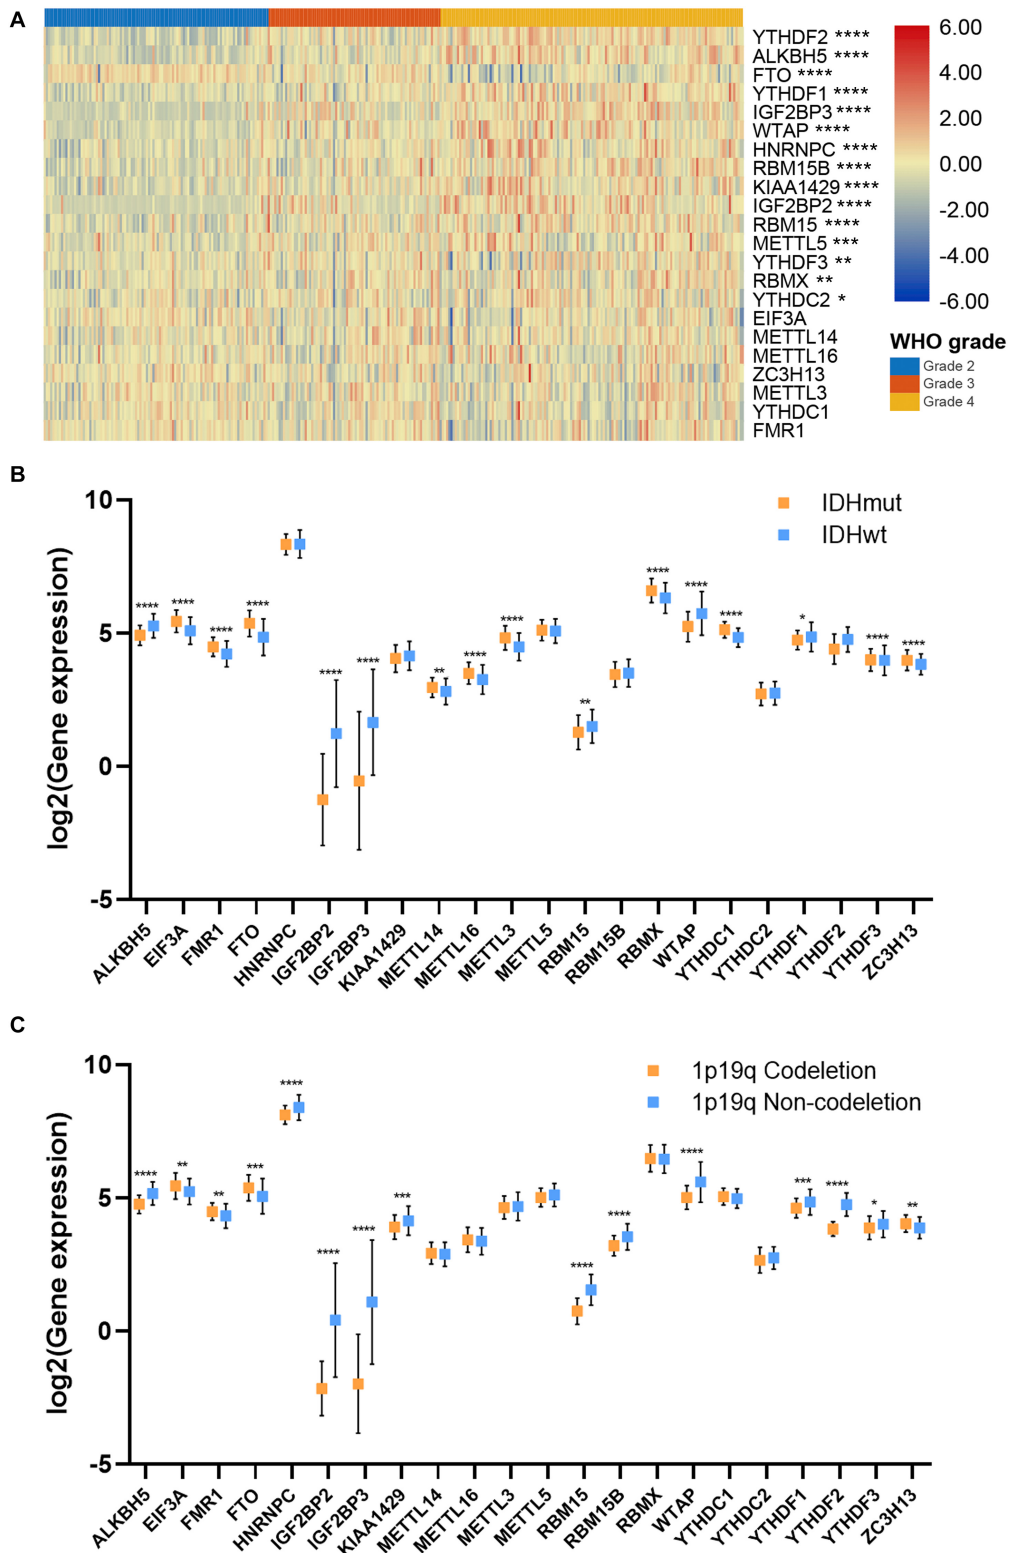 A
YTHDF2 ****
ALKBH5 ****
FTO ****
YTHDF1 ****
IGF2BP3 ****
WTAP ****
HNRNPC ****
RBM15B ****
KIAA1429 ****
IGF2BP2 ****
RBM15 ****
METTL5 ***
YTHDF3 **
RBMX **
YTHDC2 *
EIF3A
METTL14
METTL16
ZC3H13
METTL3
YTHDC1
FMR1
6.00
4.00
2.00
0.00
-2.00
-4.00
-6.00
WHO grade
Grade 2
Grade 3
Grade 4
B
log2(Gene expression)
10
5
0
-5
IDHmut
IDHwt
**** **** **** **** **** **** ** **** **** ** **** **** **** * **** ****
ALKBH5
EIF3A
FMR1
FTO
HNRNPC
IGF2BP2
IGF2BP3
KIAA1429
METTL14
METTL16
METTL3
METTL5
RBM15
RBM15B
RBMX
WTAP
YTHDC1
YTHDC2
YTHDF1
YTHDF2
YTHDF3
ZC3H13
C
log2(Gene expression)
10
5
0
-5
1p19q Codeletion
1p19q Non-codeletion
**** ** ** *** **** **** **** *** **** **** **** *** **** * **
ALKBH5
EIF3A
FMR1
FTO
HNRNPC
IGF2BP2
IGF2BP3
KIAA1429
METTL14
METTL16
METTL3
METTL5
RBM15
RBM15B
RBMX
WTAP
YTHDC1
YTHDC2
YTHDF1
YTHDF2
YTHDF3
ZC3H13